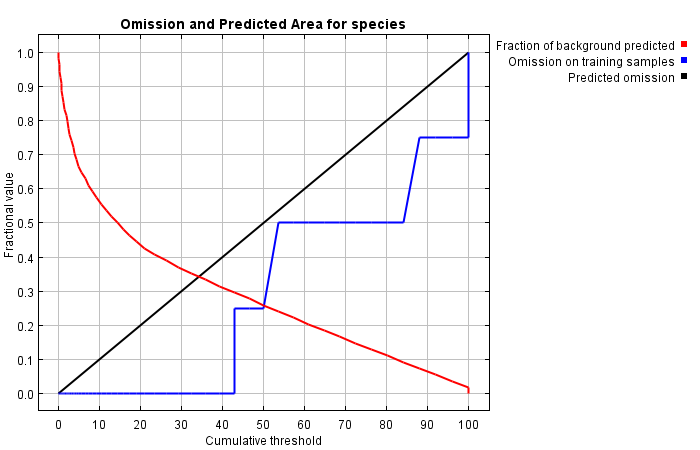 Omission and Predicted Area for species
Fraction of background predicted
Omission on training samples
Predicted omission
Fractional value
1.0
0.9
0.8
0.7
0.6
0.5
0.4
0.3
0.2
0.1
0.0
0 10 20 30 40 50 60 70 80 90 100
Cumulative threshold